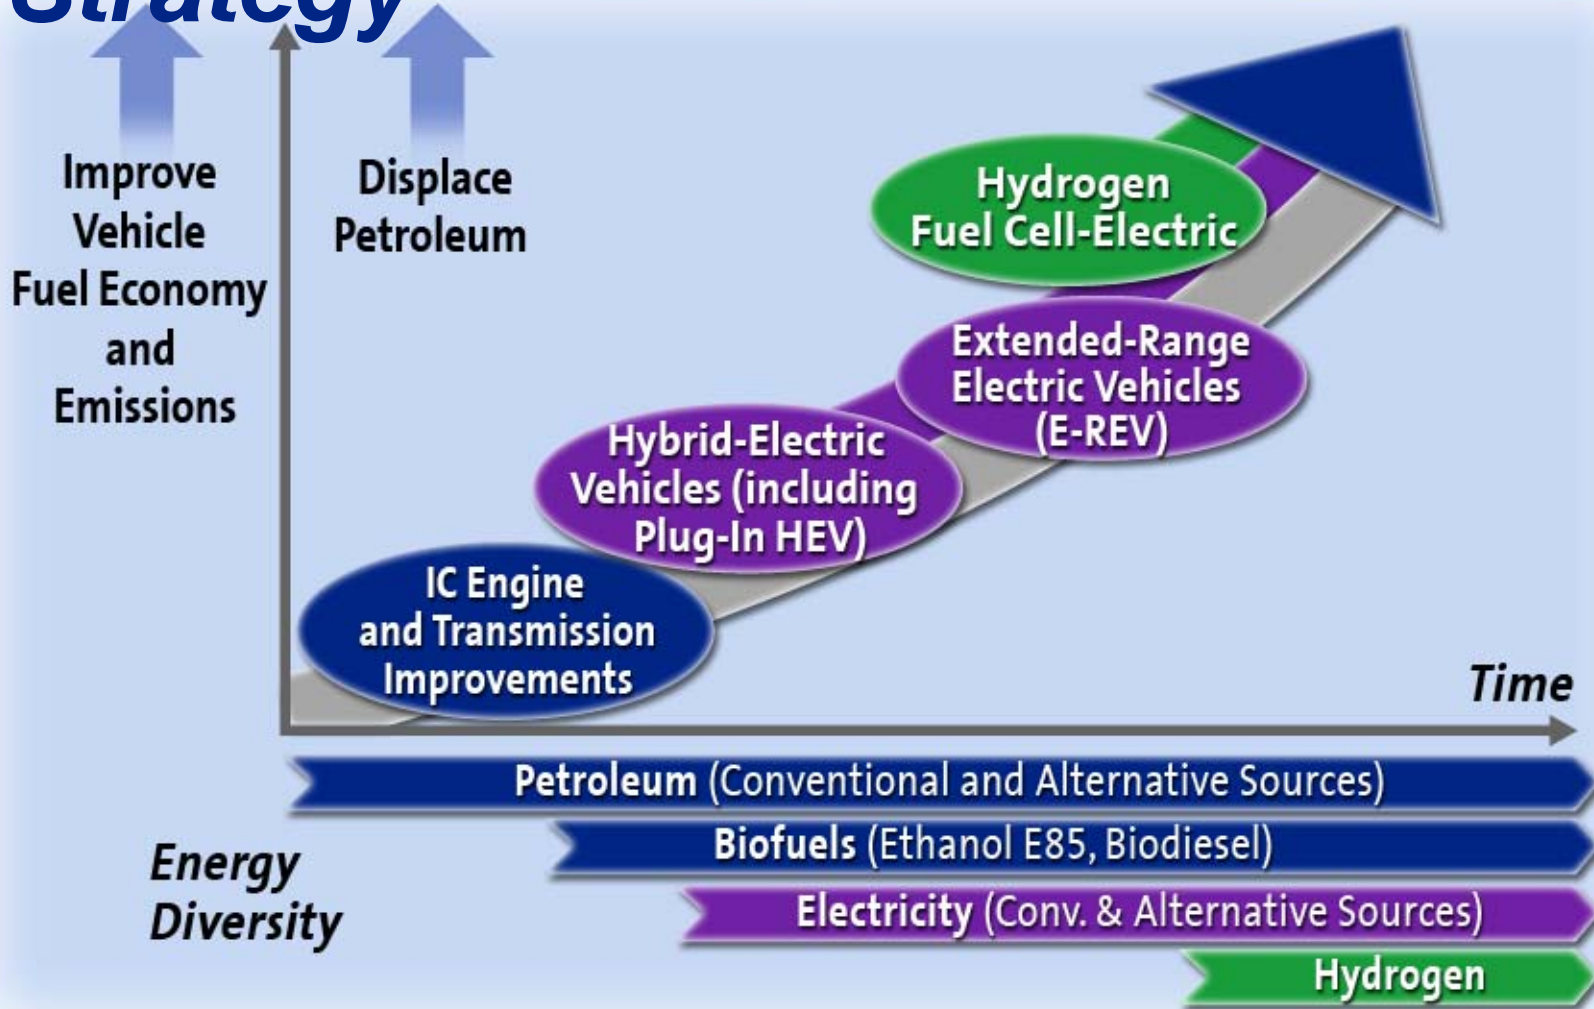 Strategy
Improve
Vehicle
Fuel Economy
and
Emissions
Displace
Petroleum
Hydrogen
Fuel Cell-Electric
Extended-Range
Electric Vehicles
(E-REV)
Hybrid-Electric
Vehicles (including
Plug-In HEV)
IC Engine
and Transmission
Improvements
Time
Energy
Diversity
Petroleum (Conventional and Alternative Sources)
Biofuels (Ethanol E85, Biodiesel)
Electricity (Conv. & Alternative Sources)
Hydrogen